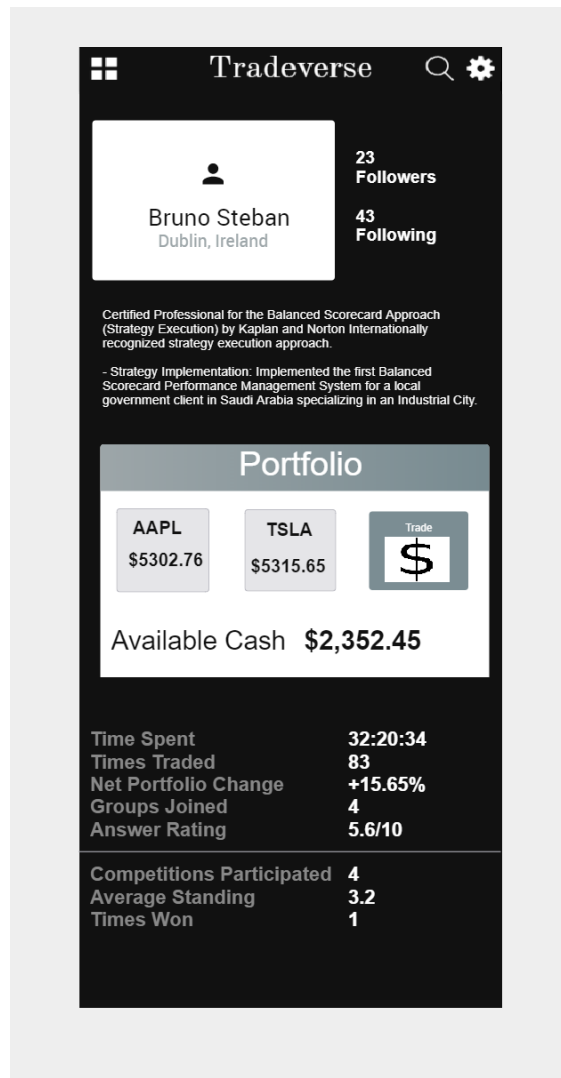 Tradeverse
Bruno Steban
Dublin, Ireland
23
Followers
43
Following
Certified Professional for the Balanced Scorecard Approach
(Strategy Execution) by Kaplan and Norton Internationally
recognized strategy execution approach.
- Strategy Implementation: Implemented the first Balanced
Scorecard Performance Management System for a local
government client in Saudi Arabia specializing in an Industrial City.
Portfolio
AAPL
$5302.76
TSLA
$5315.65
Trade
$
Available Cash $2,352.45
Time Spent 32:20:34
Times Traded 83
Net Portfolio Change +15.65%
Groups Joined 4
Answer Rating 5.6/10
Competitions Participated 4
Average Standing 3.2
Times Won 1